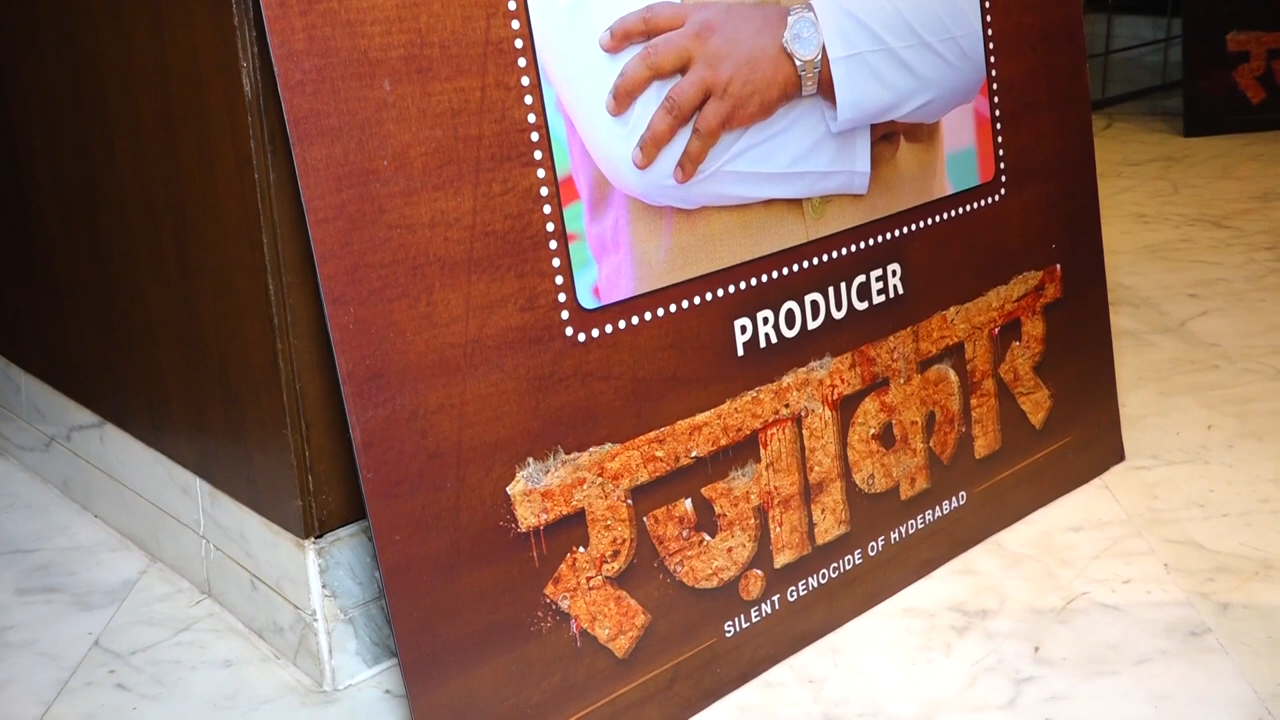 PRODUCER
रज़ाकार
SILENT GENOCIDE OF HYDERABAD